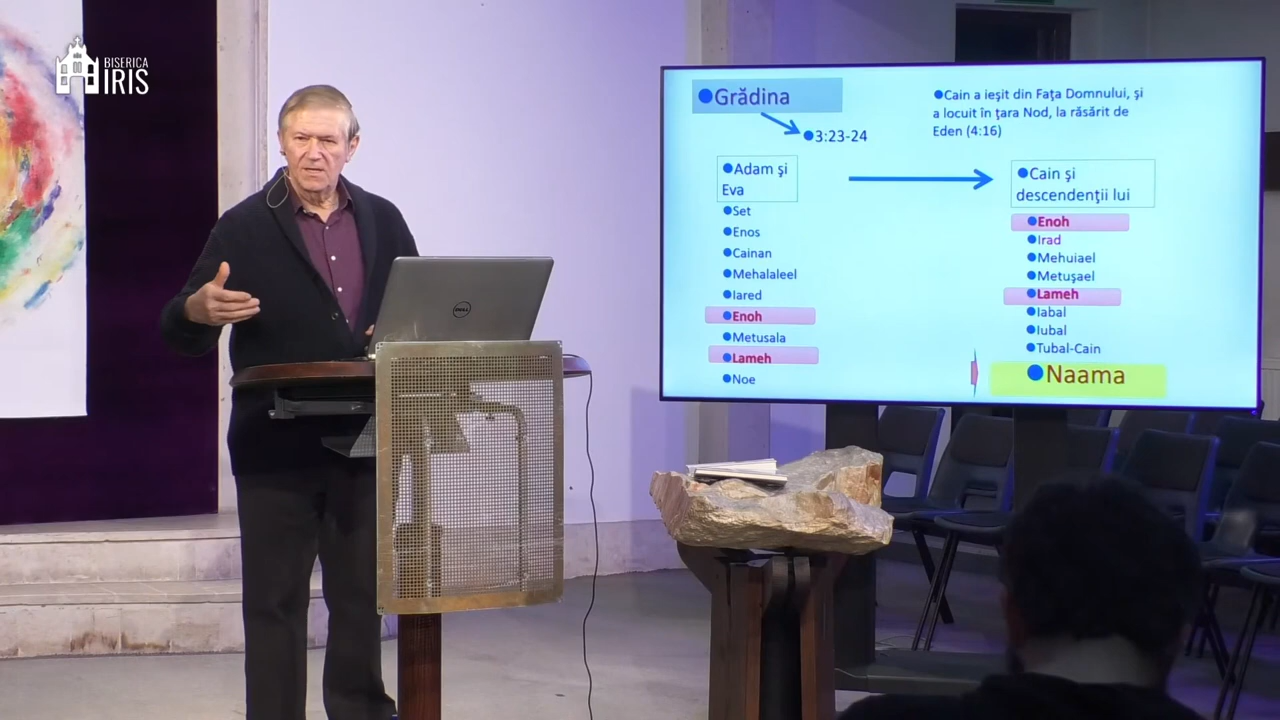 BISERICA
IRIS
●Grădina
●3:23-24
●Adam şi
Eva
●Set
●Enos
●Cainan
●Mehalaleel
●Iared
●Enoh
●Metusala
●Lameh
●Noe
●Cain a ieşit din Faţa Domnului, şi
a locuit în ţara Nod, la răsărit de
Eden (4:16)
●Cain şi
descendenţii lui
●Enoh
●Irad
●Mehuiael
●Metuşael
●Lameh
●Iabal
●Iubal
●Tubal-Cain
●Naama
DELL